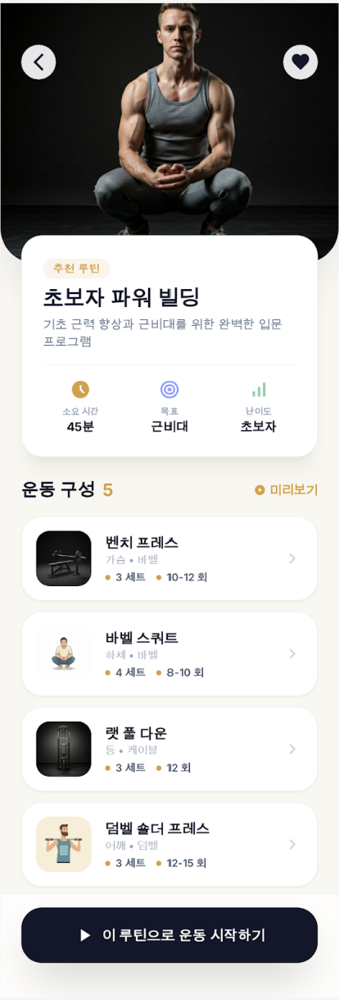 추천 루틴
초보자 파워 빌딩
기초 근력 향상과 근비대를 위한 완벽한 입문
프로그램
소요 시간
목표
난이도
45분
근비대
초보자
운동 구성 5
미리보기
벤치 프레스
가슴 • 바벨
3 세트
10-12 회
바벨 스쿼트
하체 • 바벨
4 세트
8-10 회
랫 풀 다운
등 • 케이블
3 세트
12 회
덤벨 숄더 프레스
어깨 • 덤벨
3 세트
12-15 회
이 루틴으로 운동 시작하기